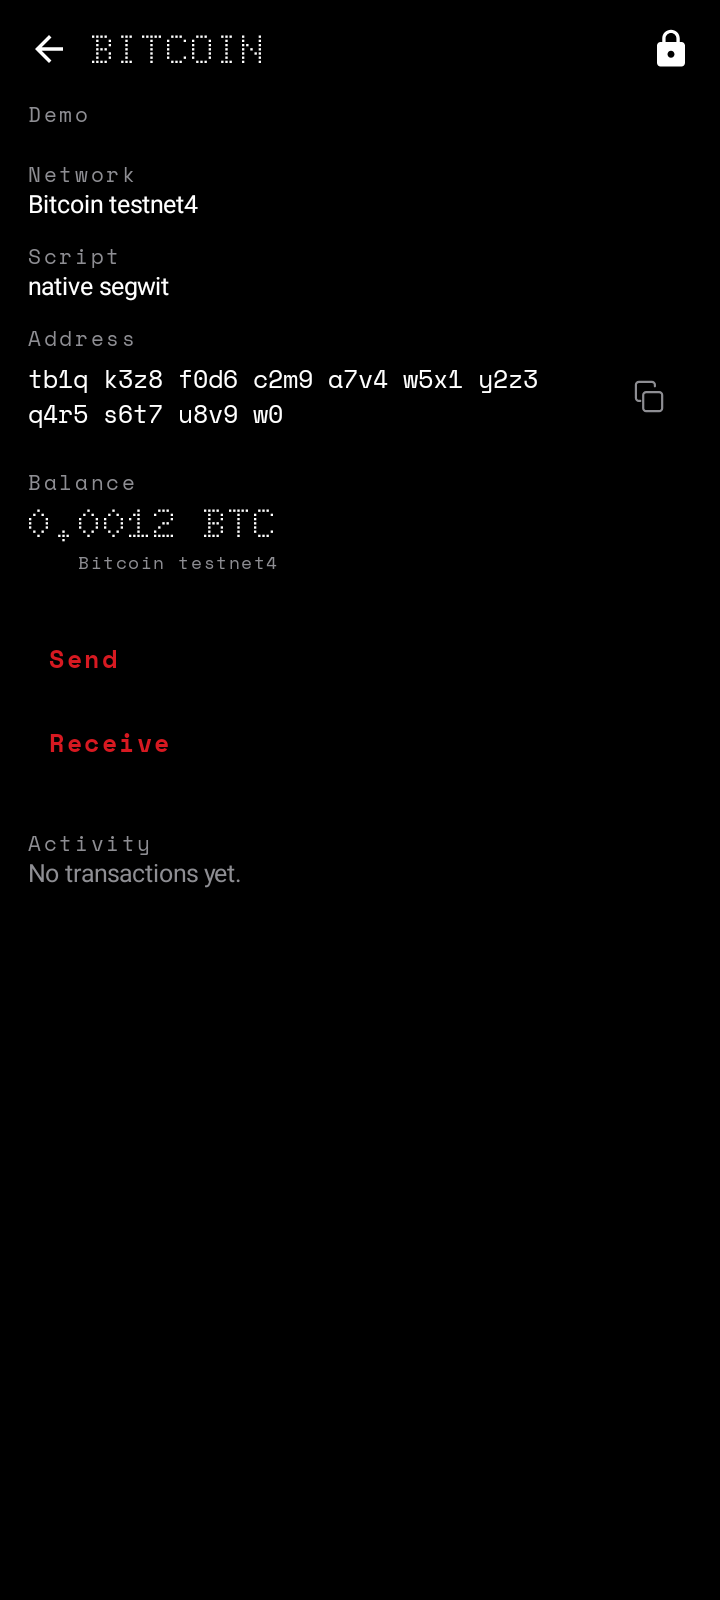 BITCOIN
Demo
Network
Bitcoin testnet4
Script
native segwit
Address
tb1q k3z8 f0d6 c2m9 a7v4 w5x1 y2z3
q4r5 s6t7 u8v9 w0
Balance
0.0012 BTC
Bitcoin testnet4
Send
Receive
Activity
No transactions yet.